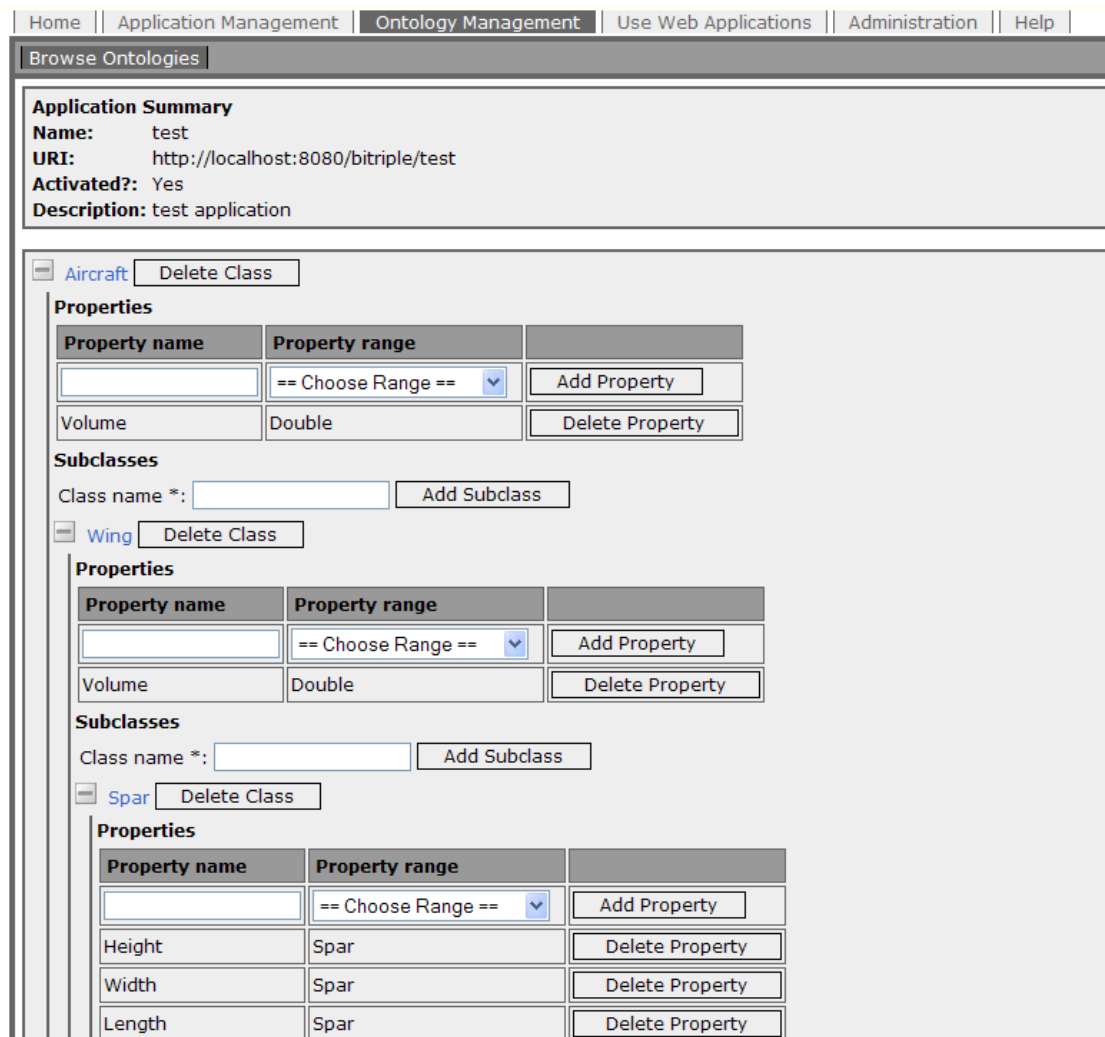 Home Application Management Ontology Management Use Web Applications Administration Help
Browse Ontologies
Application Summary
Name: test
URI: http://localhost:8080/bitriple/test
Activated?: Yes
Description: test application
Aircraft Delete Class
Properties
Property name Property range
== Choose Range == Add Property
Volume Double Delete Property
Subclasses
Class name *: Add Subclass
Wing Delete Class
Properties
Property name Property range
== Choose Range == Add Property
Volume Double Delete Property
Subclasses
Class name *: Add Subclass
Spar Delete Class
Properties
Property name Property range
== Choose Range == Add Property
Height Spar Delete Property
Width Spar Delete Property
Length Spar Delete Property